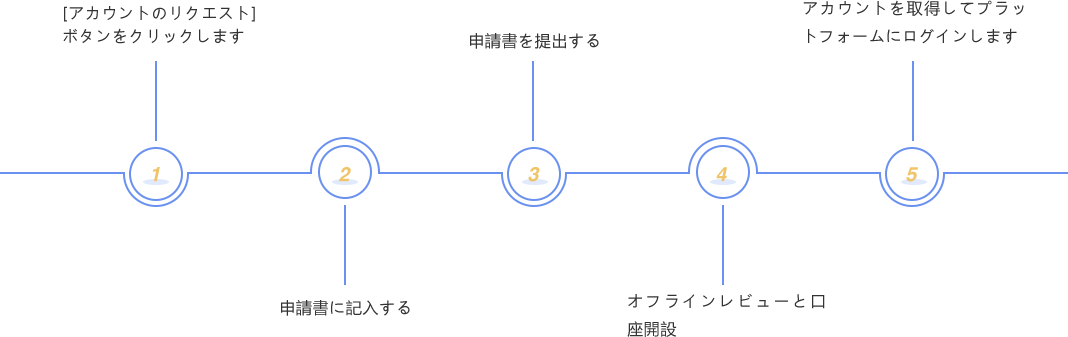 [アカウントのリクエスト]
ボタンをクリックします
申請書を提出する
アカウントを取得してプラッ
トフォームにログインします
1
2
3
4
5
申請書に記入する
オフラインレビューと口
座開設